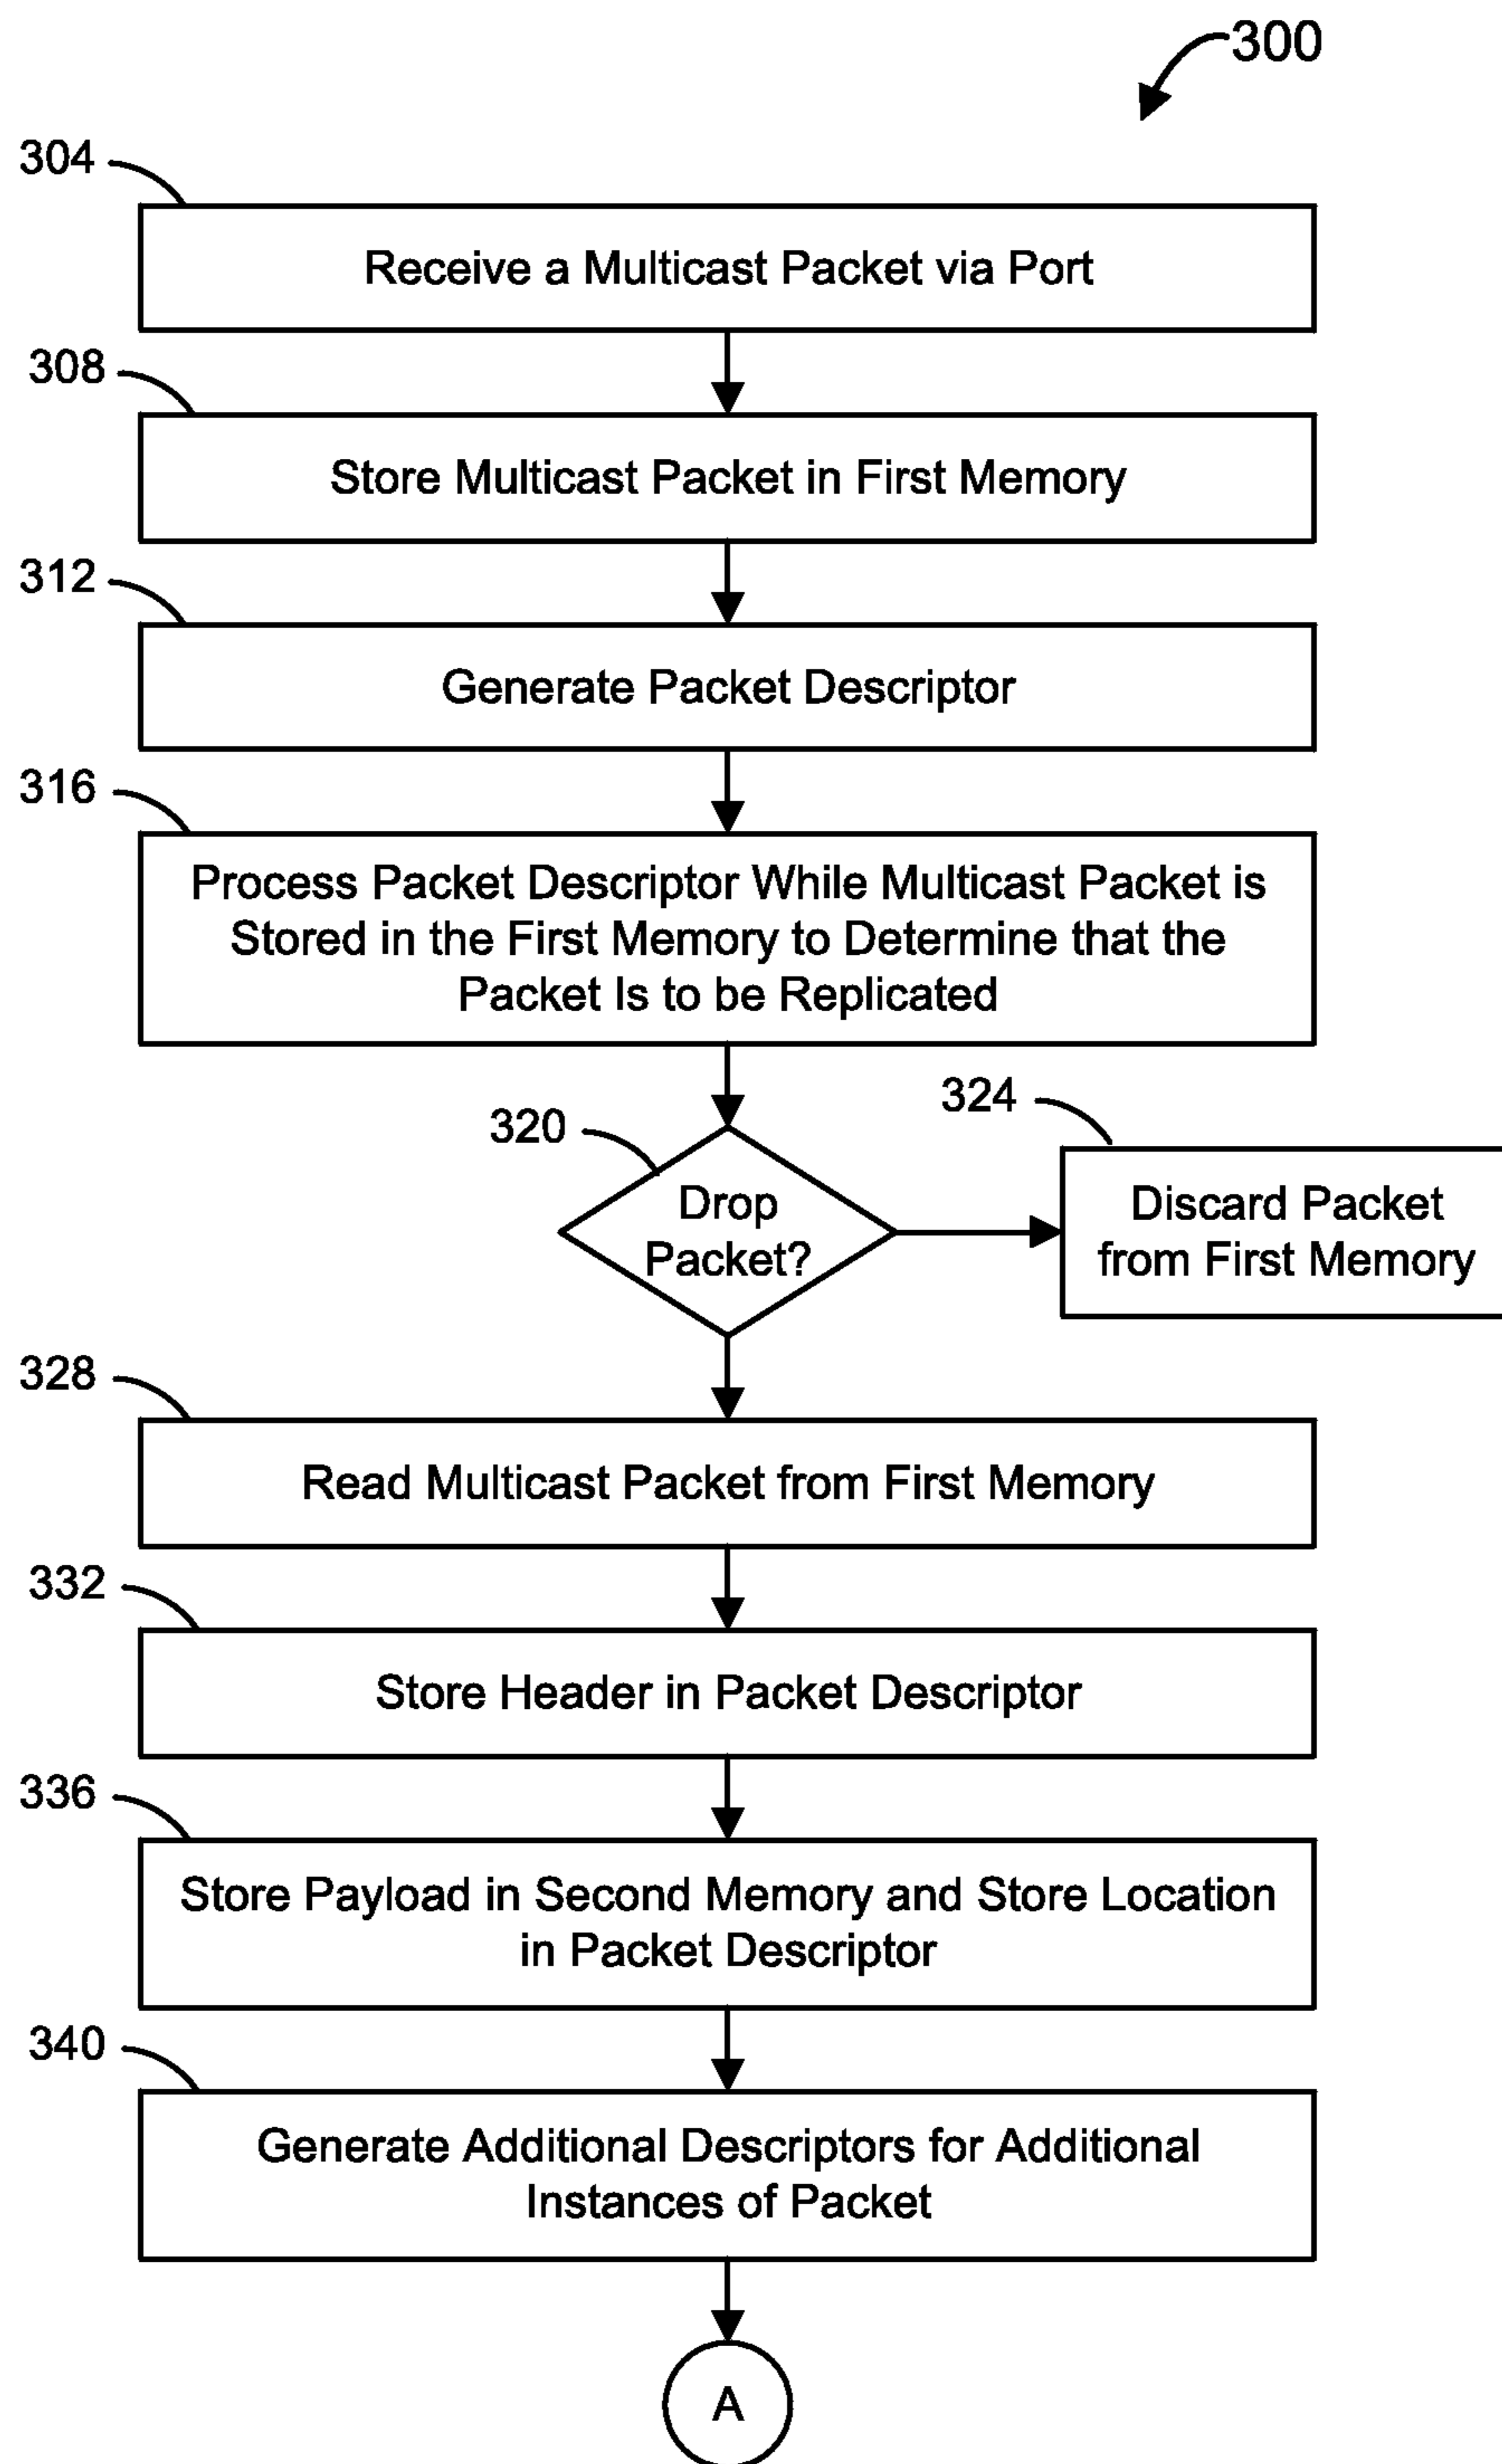 300
304
Receive a Multicast Packet via Port
308
Store Multicast Packet in First Memory
312
Generate Packet Descriptor
316
Process Packet Descriptor While Multicast Packet is
Stored in the First Memory to Determine that the
Packet Is to be Replicated
320
Drop
Packet?
324
Discard Packet
from First Memory
328
Read Multicast Packet from First Memory
332
Store Header in Packet Descriptor
336
Store Payload in Second Memory and Store Location
in Packet Descriptor
340
Generate Additional Descriptors for Additional
Instances of Packet
A